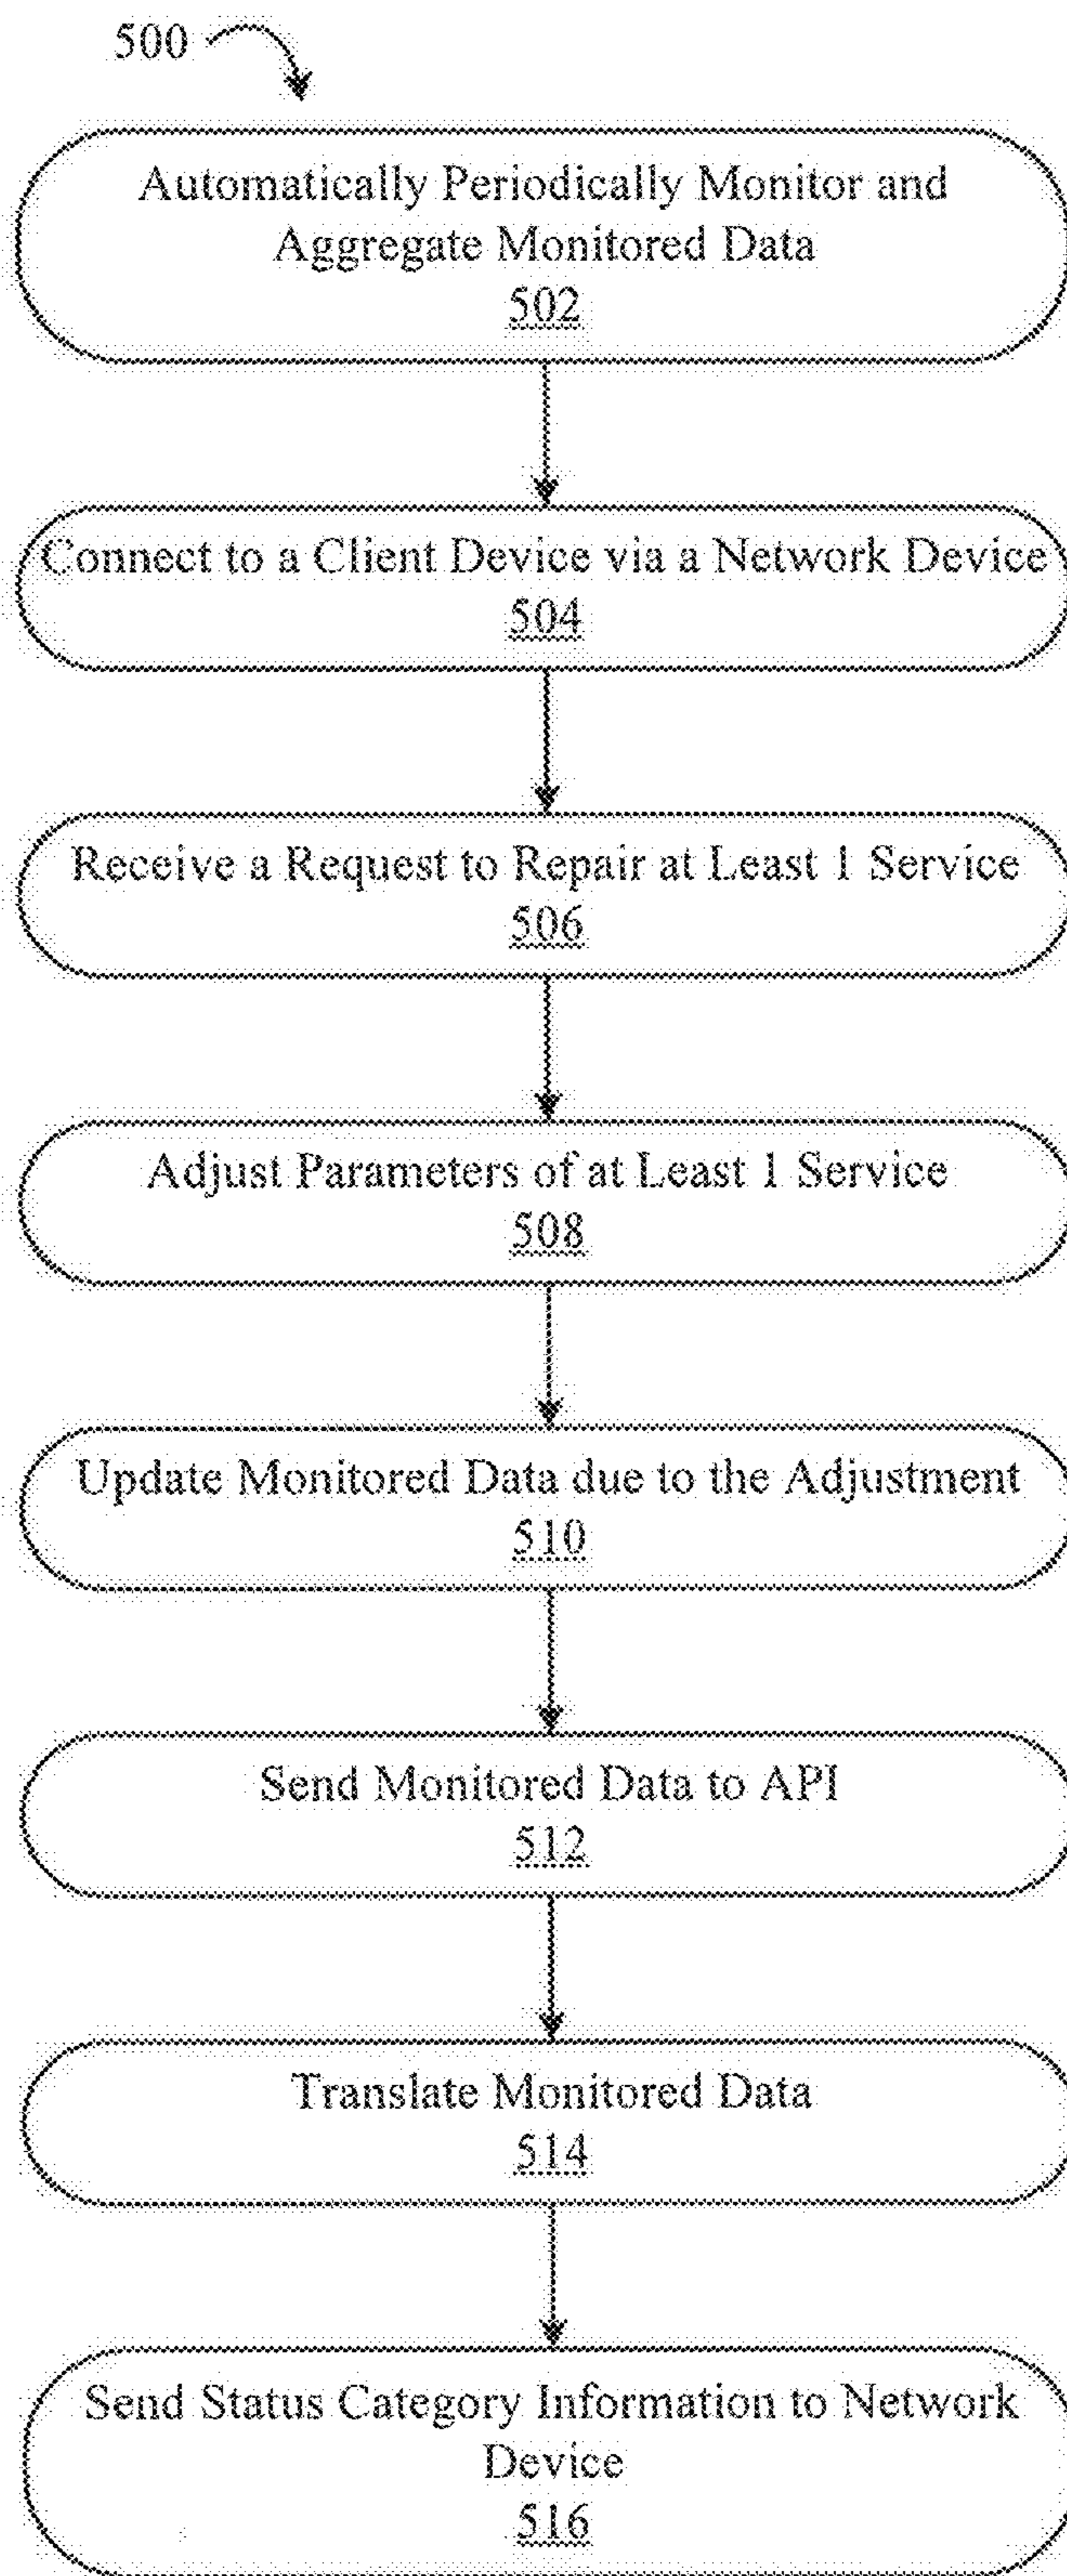 500
Automatically Periodically Monitor and
Aggregate Monitored Data
502
Connect to a Client Device via a Network Device
504
Receive a Request to Repair at Least 1 Service
506
Adjust Parameters of at Least 1 Service
508
Update Monitored Data due to the Adjustment
510
Send Monitored Data to API
512
Translate Monitored Data
514
Send Status Category Information to Network
Device
516